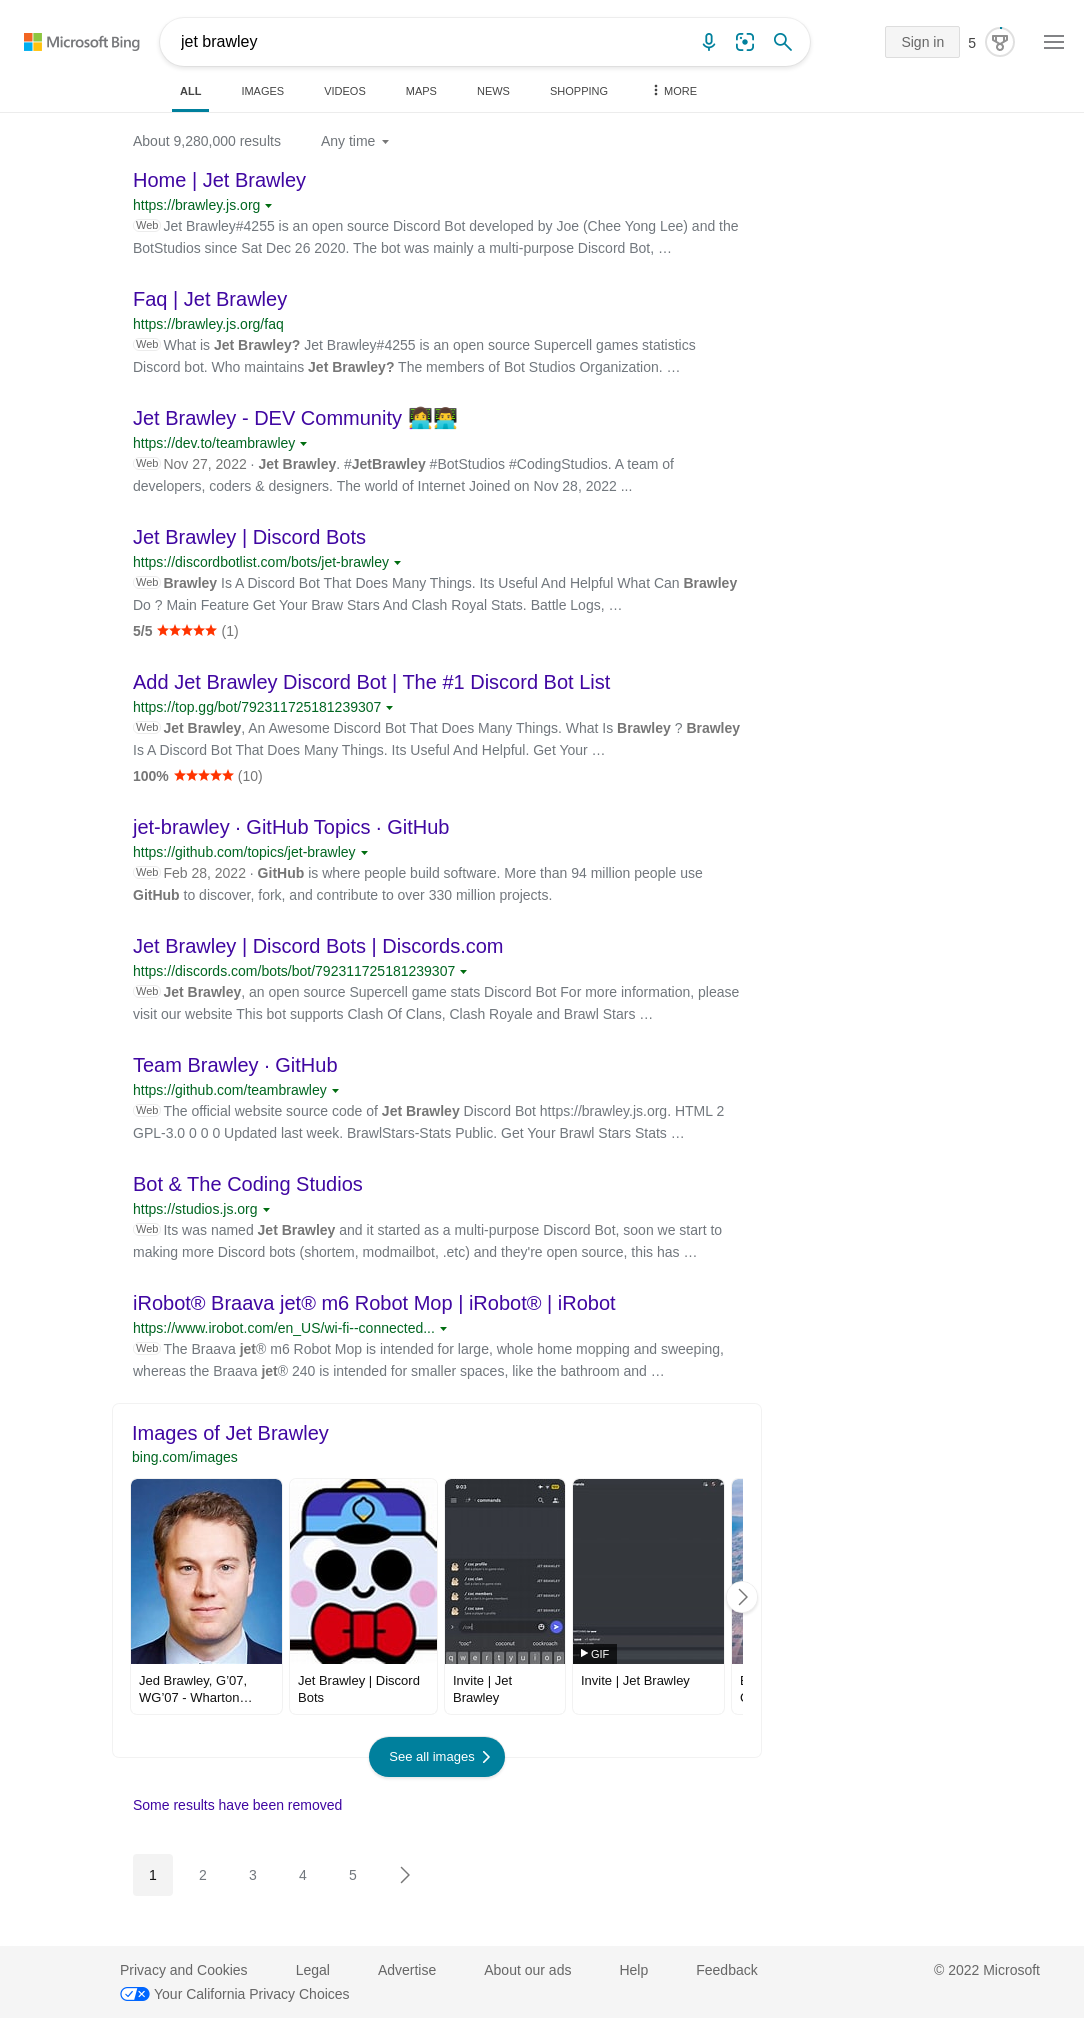 Microsoft Bing
jet brawley
Sign in
5
ALL
IMAGES
VIDEOS
MAPS
NEWS
SHOPPING
MORE
About 9,280,000 results
Any time
Home | Jet Brawley
https://brawley.js.org
Web Jet Brawley#4255 is an open source Discord Bot developed by Joe (Chee Yong Lee) and the
BotStudios since Sat Dec 26 2020. The bot was mainly a multi-purpose Discord Bot, …
Faq | Jet Brawley
https://brawley.js.org/faq
Web What is Jet Brawley? Jet Brawley#4255 is an open source Supercell games statistics
Discord bot. Who maintains Jet Brawley? The members of Bot Studios Organization. …
Jet Brawley - DEV Community 👩‍💻👨‍💻
https://dev.to/teambrawley
Web Nov 27, 2022 · Jet Brawley. #JetBrawley #BotStudios #CodingStudios. A team of
developers, coders & designers. The world of Internet Joined on Nov 28, 2022 ...
Jet Brawley | Discord Bots
https://discordbotlist.com/bots/jet-brawley
Web Brawley Is A Discord Bot That Does Many Things. Its Useful And Helpful What Can Brawley
Do ? Main Feature Get Your Braw Stars And Clash Royal Stats. Battle Logs, …
5/5 ★★★★★ (1)
Add Jet Brawley Discord Bot | The #1 Discord Bot List
https://top.gg/bot/792311725181239307
Web Jet Brawley, An Awesome Discord Bot That Does Many Things. What Is Brawley ? Brawley
Is A Discord Bot That Does Many Things. Its Useful And Helpful. Get Your …
100% ★★★★★ (10)
jet-brawley · GitHub Topics · GitHub
https://github.com/topics/jet-brawley
Web Feb 28, 2022 · GitHub is where people build software. More than 94 million people use
GitHub to discover, fork, and contribute to over 330 million projects.
Jet Brawley | Discord Bots | Discords.com
https://discords.com/bots/bot/792311725181239307
Web Jet Brawley, an open source Supercell game stats Discord Bot For more information, please
visit our website This bot supports Clash Of Clans, Clash Royale and Brawl Stars …
Team Brawley · GitHub
https://github.com/teambrawley
Web The official website source code of Jet Brawley Discord Bot https://brawley.js.org. HTML 2
GPL-3.0 0 0 0 Updated last week. BrawlStars-Stats Public. Get Your Brawl Stars Stats …
Bot & The Coding Studios
https://studios.js.org
Web Its was named Jet Brawley and it started as a multi-purpose Discord Bot, soon we start to
making more Discord bots (shortem, modmailbot, .etc) and they're open source, this has …
iRobot® Braava jet® m6 Robot Mop | iRobot® | iRobot
https://www.irobot.com/en_US/wi-fi--connected...
Web The Braava jet® m6 Robot Mop is intended for large, whole home mopping and sweeping,
whereas the Braava jet® 240 is intended for smaller spaces, like the bathroom and …
Images of Jet Brawley
bing.com/images
9:03
commands
/ coc profile
JET BRAWLEY
/ coc clan
JET BRAWLEY
/ coc members
JET BRAWLEY
/ coc save
JET BRAWLEY
"coc" coconut cockroach
q w e r t y u i o p
GIF
Jed Brawley, G'07,
WG'07 - Wharton…
Jet Brawley | Discord
Bots
Invite | Jet
Brawley
Invite | Jet Brawley
See all images
Some results have been removed
1
2
3
4
5
Privacy and Cookies
Legal
Advertise
About our ads
Help
Feedback
© 2022 Microsoft
Your California Privacy Choices